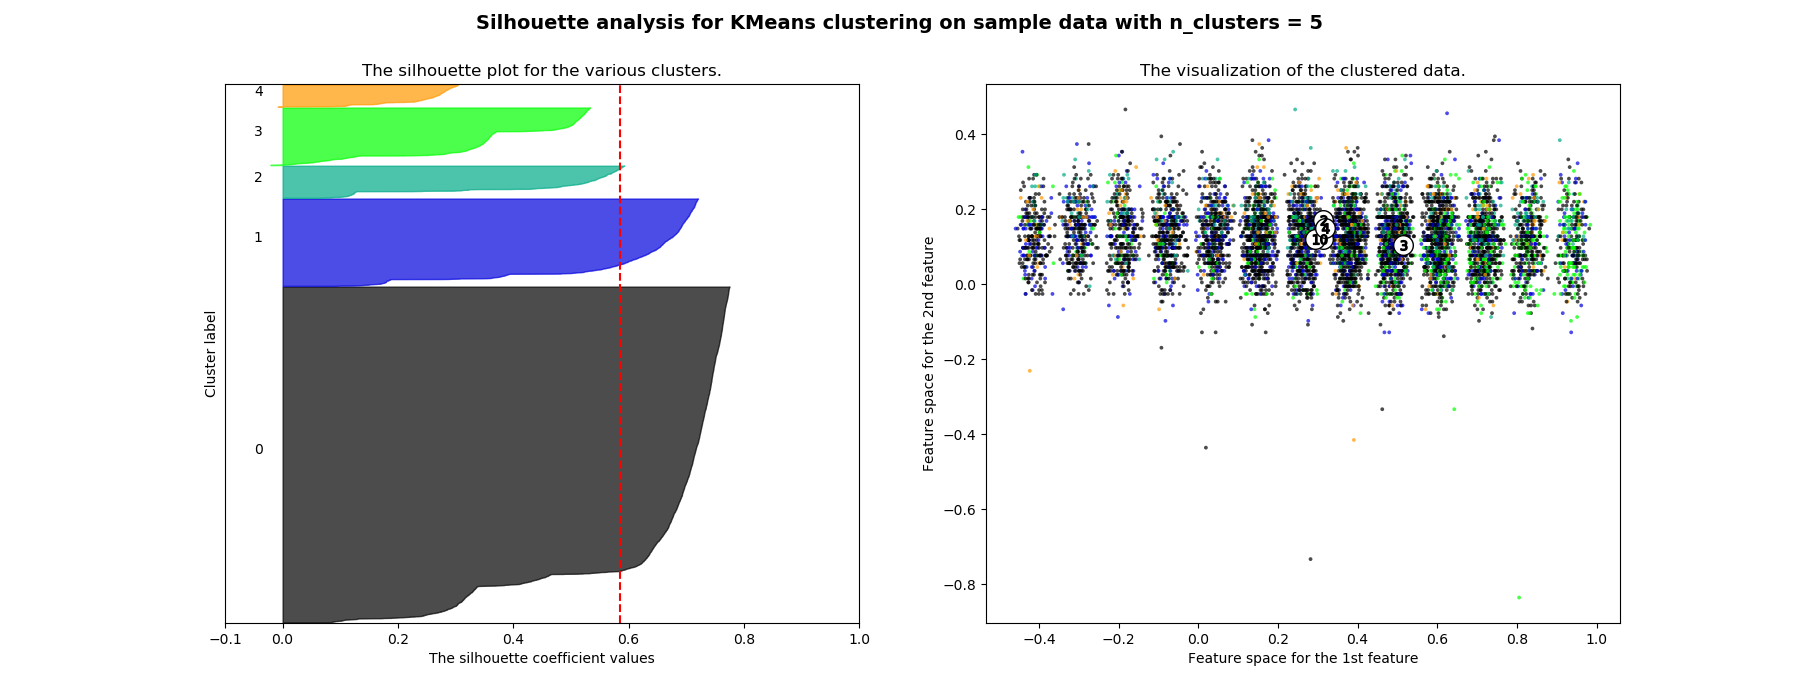 Silhouette analysis for KMeans clustering on sample data with n_clusters = 5
The silhouette plot for the various clusters.
4
3
2
1
0
Cluster label
−0.1 0.0 0.2 0.4 0.6 0.8 1.0
The silhouette coefficient values
The visualization of the clustered data.
0.4
0.2
0.0
−0.2
−0.4
−0.6
−0.8
Feature space for the 2nd feature
2
4
1 0
3
−0.4 −0.2 0.0 0.2 0.4 0.6 0.8 1.0
Feature space for the 1st feature